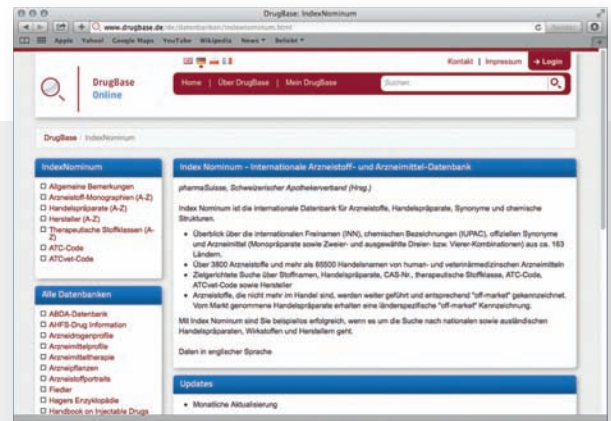 DrugBase: IndexNominum
www.drugbase.de/de/datenbanken/indexnominum.html
Apple Yahoo! Google Maps YouTube Wikipedia News Beliebt
Kontakt | Impressum → Login
DrugBase
Online
Home | Über DrugBase | Mein DrugBase
Suchen
DrugBase / IndexNominum
IndexNominum
Allgemeine Bemerkungen
Arzneistoff-Monographien (A-Z)
Handelspräparate (A-Z)
Hersteller (A-Z)
Therapeutische Stoffklassen (A-
Z)
ATC-Code
ATCvet-Code
Alle Datenbanken
ABDA-Datenbank
AHFS-Drug Information
Arzneidrogenprofile
Arzneimittelprofile
Arzneimitteltherapie
Arzneipflanzen
Arzneistoffportraits
Fiedler
Hagers Enzyklopädie
Handbook on Injectable Drugs
Index Nominum - Internationale Arzneistoff- und Arzneimittel-Datenbank
pharmaSuisse, Schweizerischer Apothekerverband (Hrsg.)
Index Nominum ist die internationale Datenbank für Arzneistoffe, Handelspräparate, Synonyme und chemische
Strukturen.
• Überblick über die internationalen Freinamen (INN), chemischen Bezeichnungen (IUPAC), offiziellen Synonyme
und Arzneimittel (Monopräparate sowie Zweier- und ausgewählte Dreier- bzw. Vierer-Kombinationen) aus ca. 163
Ländern.
• Über 3800 Arzneistoffe und mehr als 85500 Handelsnamen von human- und veterinärmedizinischen Arzneimitteln
• Zielgerichtete Suche über Stoffnamen, Handelspräparate, CAS-Nr., therapeutische Stoffklasse, ATC-Code,
ATCvet-Code sowie Hersteller
• Arzneistoffe, die nicht mehr im Handel sind, werden weiter geführt und entsprechend "off-market" gekennzeichnet.
Vom Markt genommene Handelspräparate erhalten eine länderspezifische "off-market" Kennzeichnung.
Mit Index Nominum sind Sie beispiellos erfolgreich, wenn es um die Suche nach nationalen sowie ausländischen
Handelspräparaten, Wirkstoffen und Herstellern geht.
Daten in englischer Sprache
Updates
• Monatliche Aktualisierung